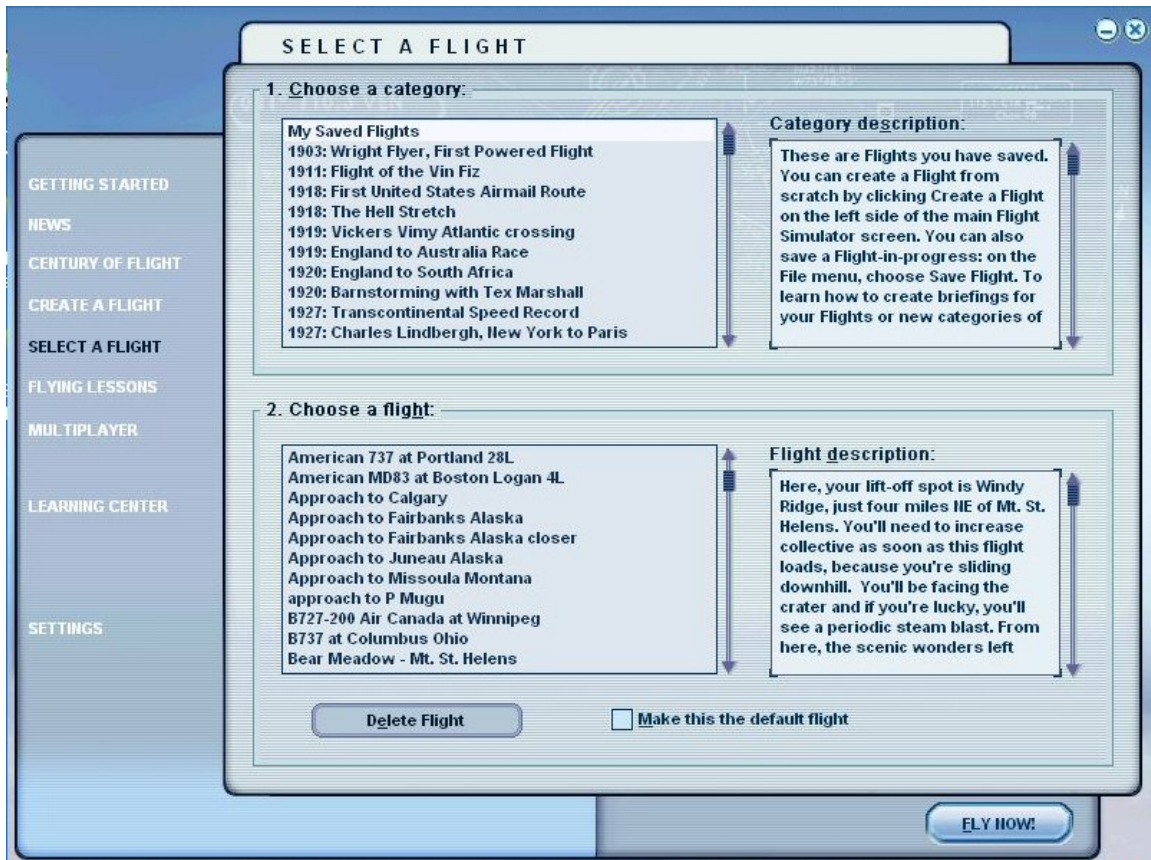 SELECT A FLIGHT
1. Choose a category:
My Saved Flights
1903: Wright Flyer, First Powered Flight
1911: Flight of the Vin Fiz
1918: First United States Airmail Route
1918: The Hell Stretch
1919: Vickers Vimy Atlantic crossing
1919: England to Australia Race
1920: England to South Africa
1920: Barnstorming with Tex Marshall
1927: Transcontinental Speed Record
1927: Charles Lindbergh, New York to Paris
Category description:
These are Flights you have saved.
You can create a Flight from
scratch by clicking Create a Flight
on the left side of the main Flight
Simulator screen. You can also
save a Flight-in-progress: on the
File menu, choose Save Flight. To
learn how to create briefings for
your Flights or new categories of
GETTING STARTED
NEWS
CENTURY OF FLIGHT
CREATE A FLIGHT
SELECT A FLIGHT
FLYING LESSONS
MULTIPLAYER
LEARNING CENTER
SETTINGS
2. Choose a flight:
American 737 at Portland 28L
American MD83 at Boston Logan 4L
Approach to Calgary
Approach to Fairbanks Alaska
Approach to Fairbanks Alaska closer
Approach to Juneau Alaska
Approach to Missoula Montana
approach to P Mugu
B727-200 Air Canada at Winnipeg
B737 at Columbus Ohio
Bear Meadow - Mt. St. Helens
Flight description:
Here, your lift-off spot is Windy
Ridge, just four miles NE of Mt. St.
Helens. You'll need to increase
collective as soon as this flight
loads, because you're sliding
downhill. You'll be facing the
crater and if you're lucky, you'll
see a periodic steam blast. From
here, the scenic wonders left
Delete Flight
Make this the default flight
FLY NOW!